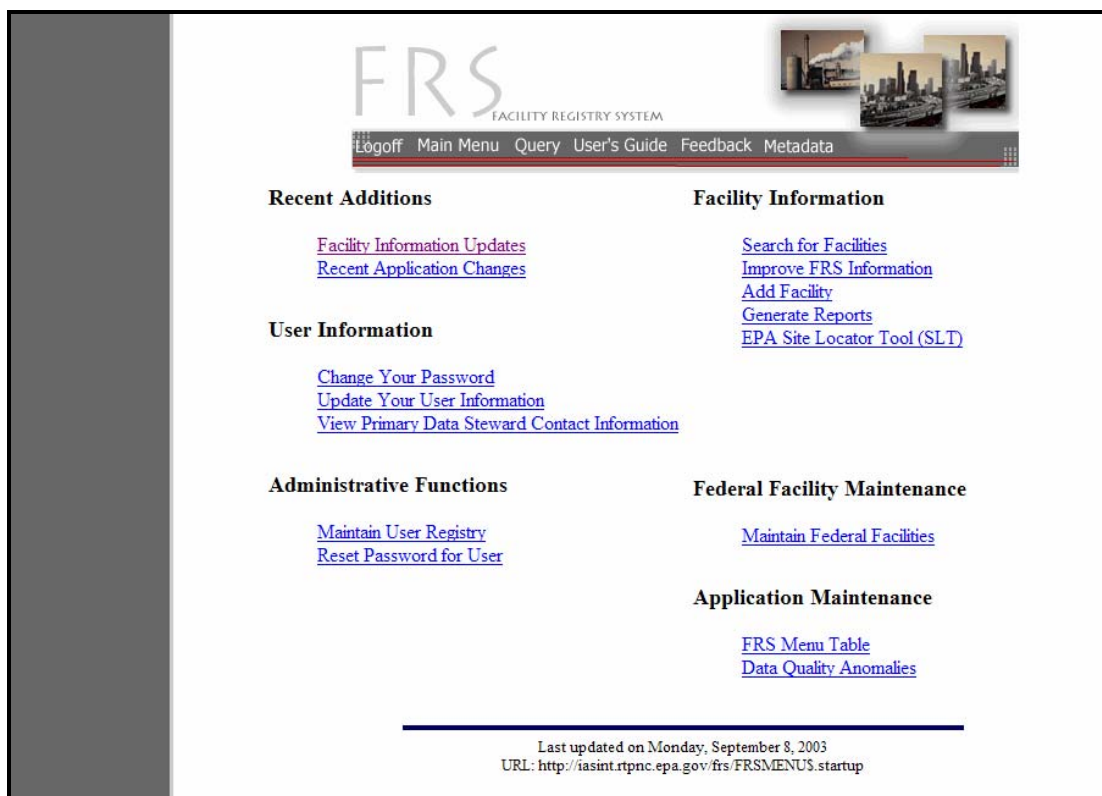 FRS
FACILITY REGISTRY SYSTEM
Logoff Main Menu Query User's Guide Feedback Metadata
Recent Additions
Facility Information Updates
Recent Application Changes
User Information
Change Your Password
Update Your User Information
View Primary Data Steward Contact Information
Administrative Functions
Maintain User Registry
Reset Password for User
Facility Information
Search for Facilities
Improve FRS Information
Add Facility
Generate Reports
EPA Site Locator Tool (SLT)
Federal Facility Maintenance
Maintain Federal Facilities
Application Maintenance
FRS Menu Table
Data Quality Anomalies
Last updated on Monday, September 8, 2003
URL: http://iasint.rtpnc.epa.gov/frs/FRSMENU$.startup